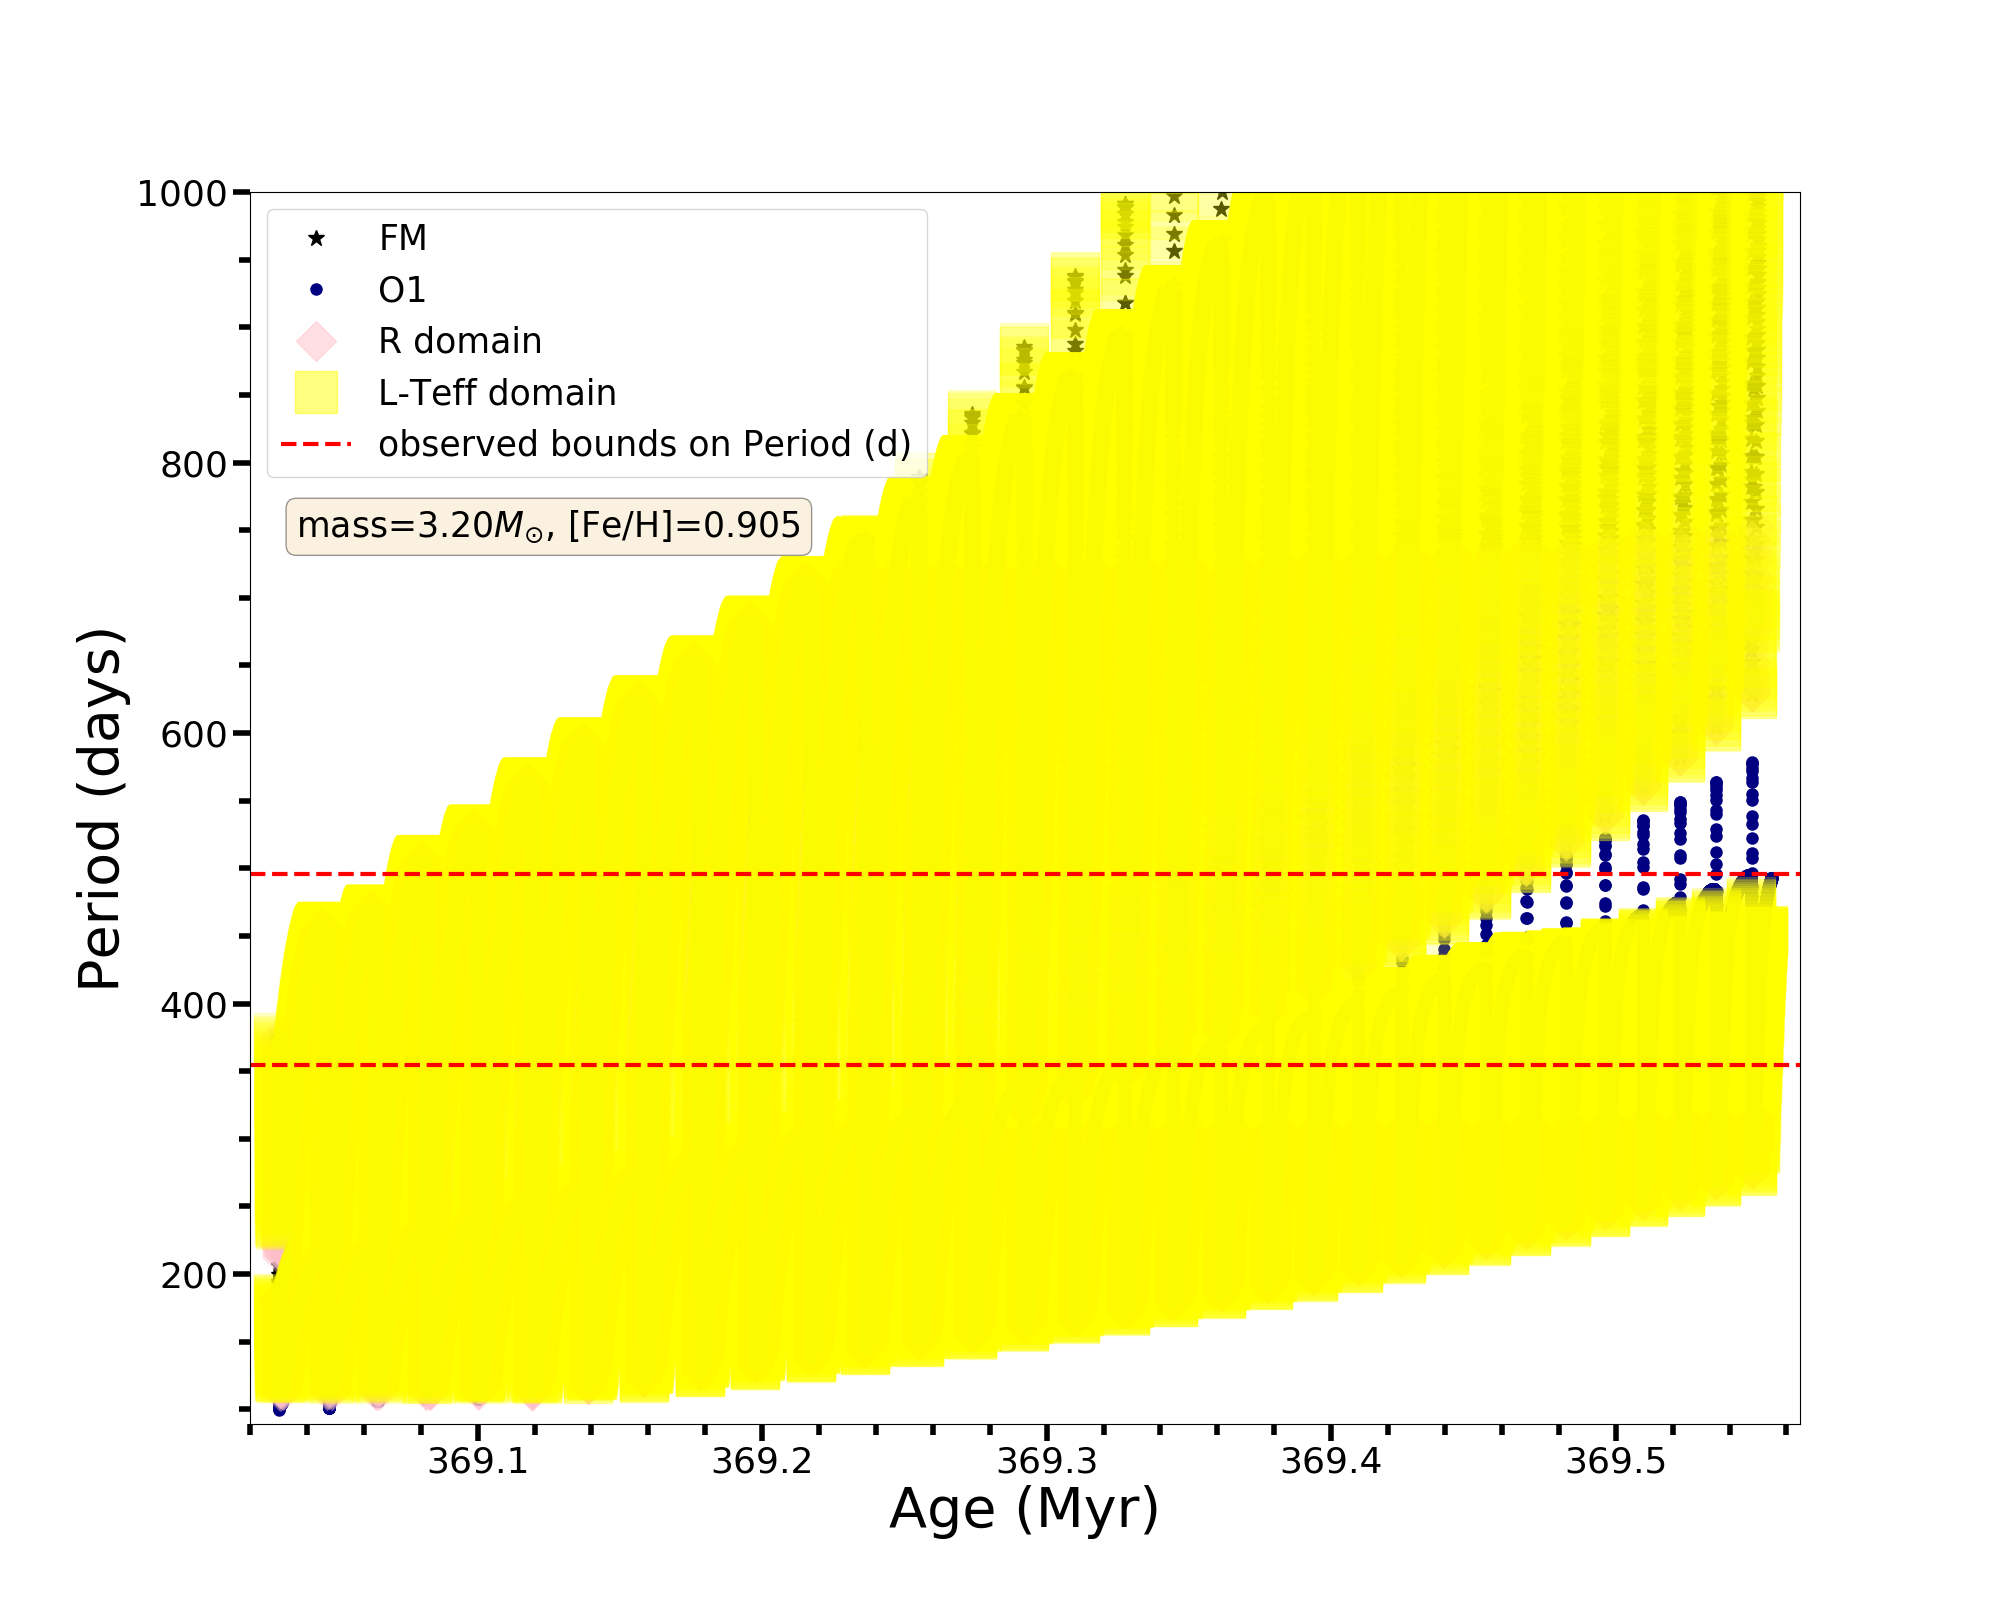 1000
800
600
400
200
Period (days)
FM
O1
R domain
L-Teff domain
observed bounds on Period (d)
mass=3.20M⊙, [Fe/H]=0.905
369.1 369.2 369.3 369.4 369.5
Age (Myr)